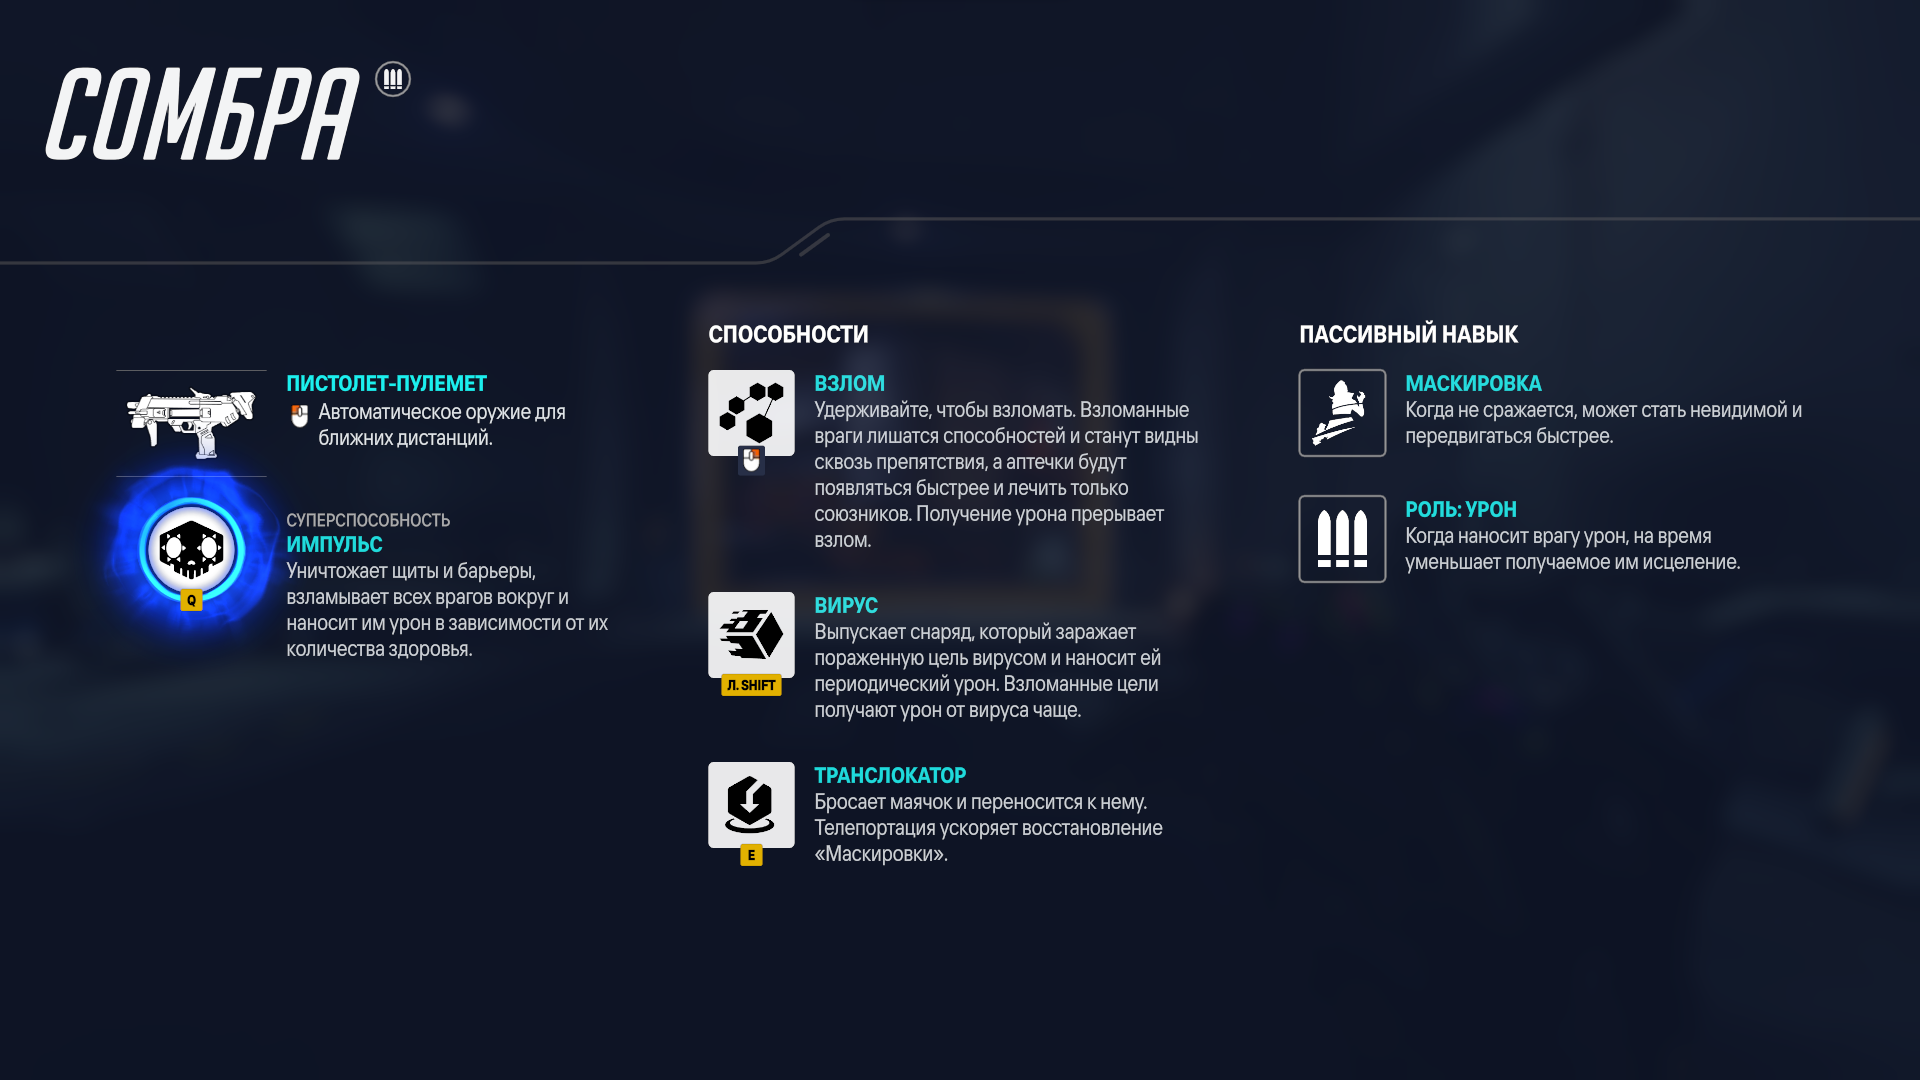 СОМБРА
ПИСТОЛЕТ-ПУЛЕМЕТ
Автоматическое оружие для
ближних дистанций.
СУПЕРСПОСОБНОСТЬ
ИМПУЛЬС
Уничтожает щиты и барьеры,
взламывает всех врагов вокруг и
наносит им урон в зависимости от их
количества здоровья.
Q
СПОСОБНОСТИ
ВЗЛОМ
Удерживайте, чтобы взломать. Взломанные
враги лишатся способностей и станут видны
сквозь препятствия, а аптечки будут
появляться быстрее и лечить только
союзников. Получение урона прерывает
взлом.
ВИРУС
Выпускает снаряд, который заражает
пораженную цель вирусом и наносит ей
периодический урон. Взломанные цели
получают урон от вируса чаще.
Л. SHIFT
ТРАНСЛОКАТОР
Бросает маячок и переносится к нему.
Телепортация ускоряет восстановление
«Маскировки».
E
ПАССИВНЫЙ НАВЫК
МАСКИРОВКА
Когда не сражается, может стать невидимой и
передвигаться быстрее.
РОЛЬ: УРОН
Когда наносит врагу урон, на время
уменьшает получаемое им исцеление.